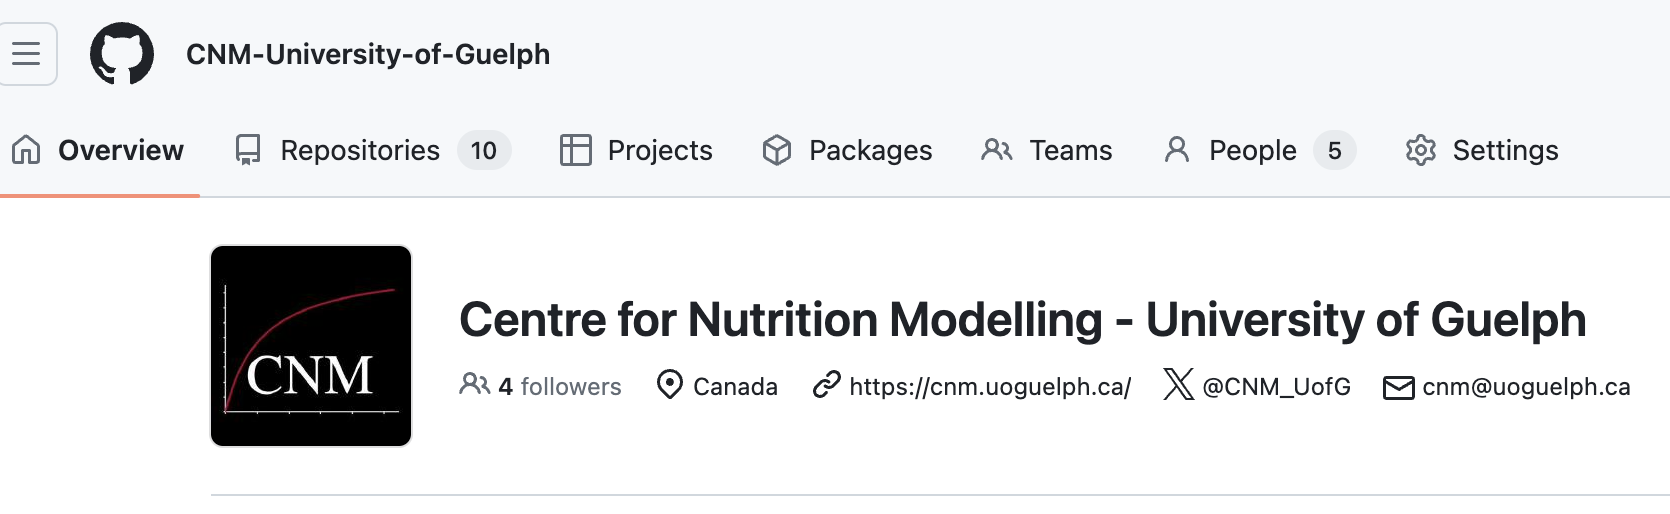 CNM-University-of-Guelph
Overview Repositories 10 Projects Packages Teams People 5 Settings
CNM
Centre for Nutrition Modelling - University of Guelph
4 followers Canada https://cnm.uoguelph.ca/ @CNM_UofG cnm@uoguelph.ca